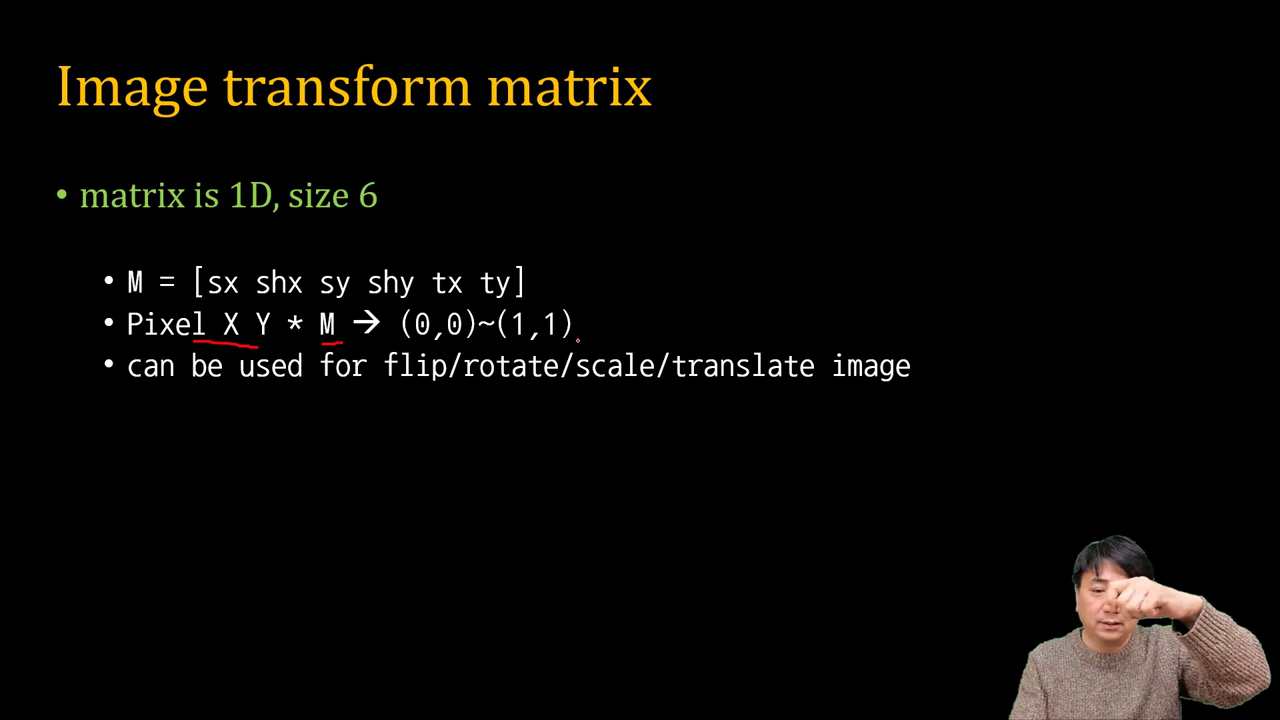 Image transform matrix
• matrix is 1D, size 6
• M = [sx shx sy shy tx ty]
• Pixel X Y * M → (0,0)~(1,1)
• can be used for flip/rotate/scale/translate image